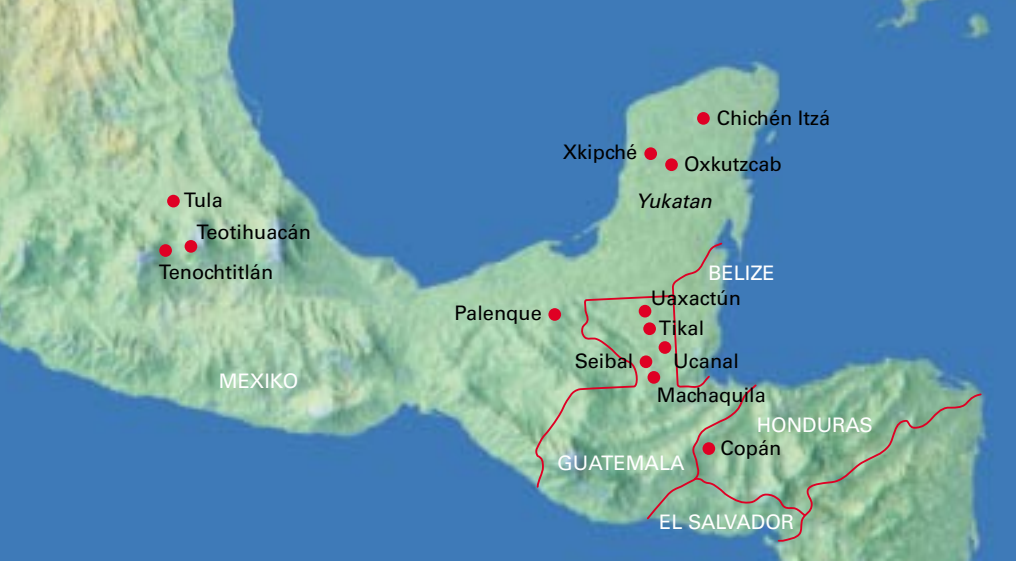 Chichén Itzá
Xkipché
Oxkutzcab
Yukatan
Tula
Teotihuacán
Tenochtitlán
BELIZE
Uaxactún
Palenque
Tikal
Seibal
Ucanal
MEXIKO
Machaquila
HONDURAS
Copán
GUATEMALA
EL SALVADOR